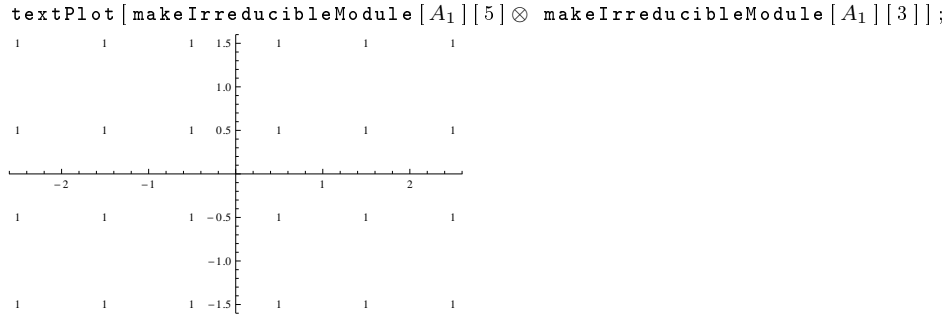 textPlot[makeIrreducibleModule[A₁][5]⊗ makeIrreducibleModule[A₁][3]];
1 1 1 1.5 1 1 1
1.0
1 1 1 0.5 1 1 1
-2 -1 1 2
1 1 1 -0.5 1 1 1
-1.0
1 1 1 -1.5 1 1 1